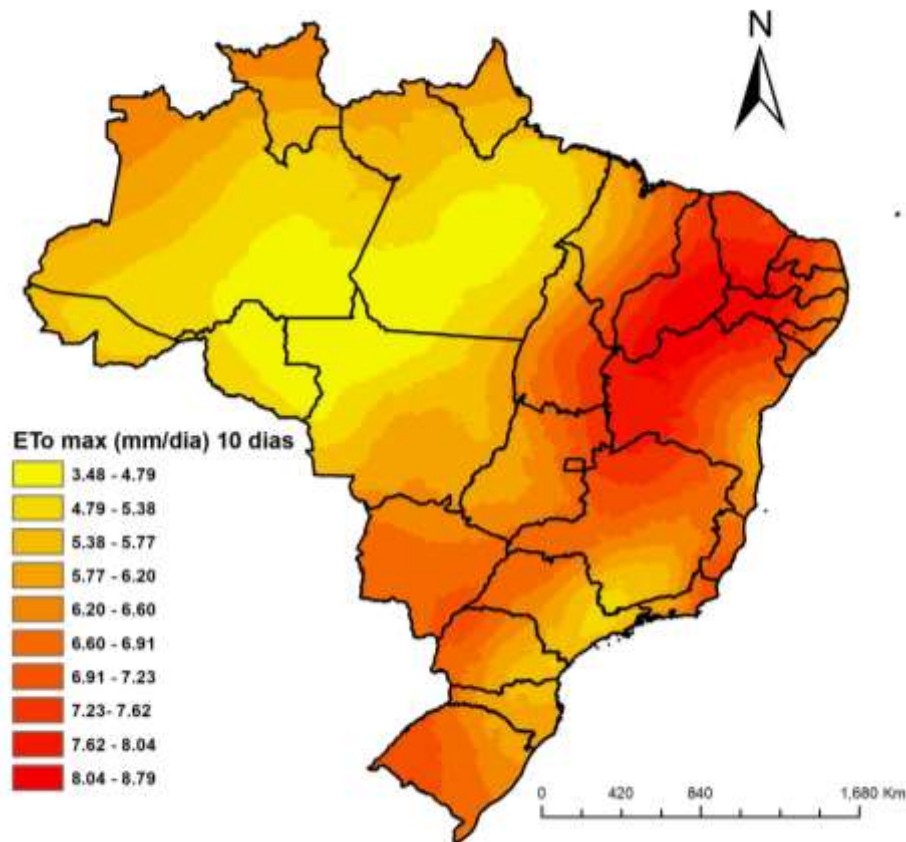 N
ETo max (mm/dia) 10 dias
3.48 - 4.79
4.79 - 5.38
5.38 - 5.77
5.77 - 6.20
6.20 - 6.60
6.60 - 6.91
6.91 - 7.23
7.23- 7.62
7.62 - 8.04
8.04 - 8.79
0 420 840 1,680 Km